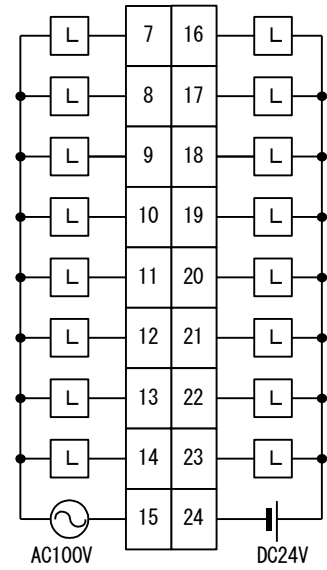 L 7 16 L
L 8 17 L
L 9 18 L
L 10 19 L
L 11 20 L
L 12 21 L
L 13 22 L
L 14 23 L
15 24
AC100V DC24V